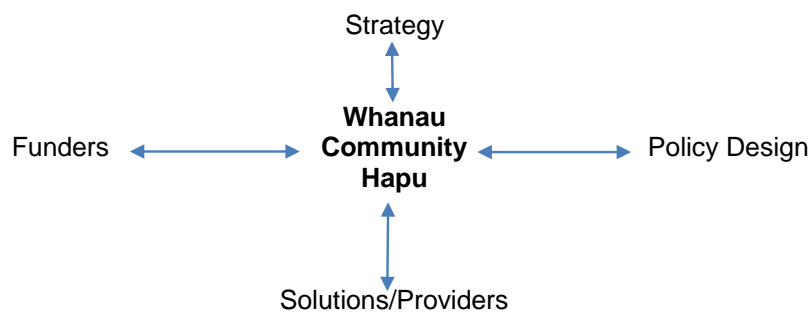 Strategy
Whanau
Funders
Community
Policy Design
Hapu
Solutions/Providers